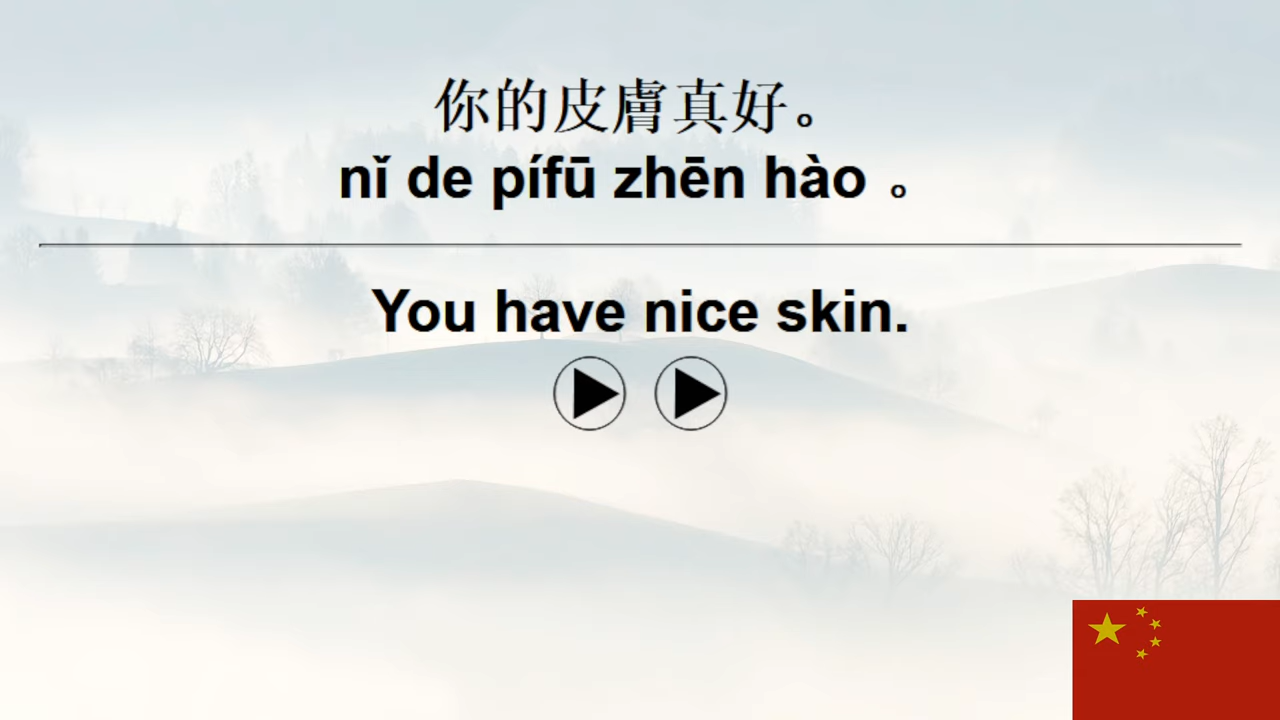 你的皮膚真好。
nǐ de pífū zhēn hào 。
You have nice skin.